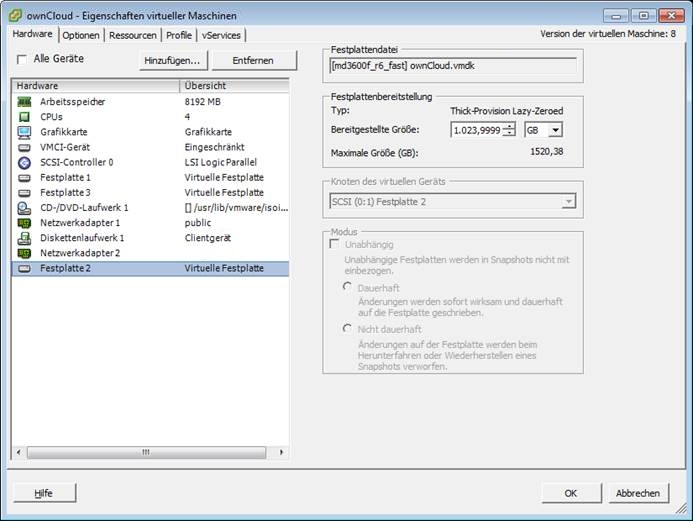 ownCloud - Eigenschaften virtueller Maschinen
Hardware Optionen Ressourcen Profile vServices Version der virtuellen Maschine: 8
Alle Geräte Hinzufügen... Entfernen
Hardware Übersicht
Arbeitsspeicher 8192 MB
CPUs 4
Grafikkarte Grafikkarte
VMCI-Gerät Eingeschränkt
SCSI-Controller 0 LSI Logic Parallel
Festplatte 1 Virtuelle Festplatte
Festplatte 3 Virtuelle Festplatte
CD-/DVD-Laufwerk 1 [] /usr/lib/vmware/isoi...
Netzwerkadapter 1 public
Diskettenlaufwerk 1 Clientgerät
Netzwerkadapter 2
Festplatte 2 Virtuelle Festplatte
Festplattendatei
[md3600f_r6_fast] ownCloud.vmdk
Festplattenbereitstellung
Typ: Thick-Provision Lazy-Zeroed
Bereitgestellte Größe: 1.023,9999 GB
Maximale Größe (GB): 1520,38
Knoten des virtuellen Geräts
SCSI (0:1) Festplatte 2
Modus
Unabhängig
Unabhängige Festplatten werden in Snapshots nicht mit
einbezogen.
Dauerhaft
Änderungen werden sofort wirksam und dauerhaft
auf die Festplatte geschrieben.
Nicht dauerhaft
Änderungen auf der Festplatte werden beim
Herunterfahren oder Wiederherstellen eines
Snapshots verworfen.
Hilfe OK Abbrechen